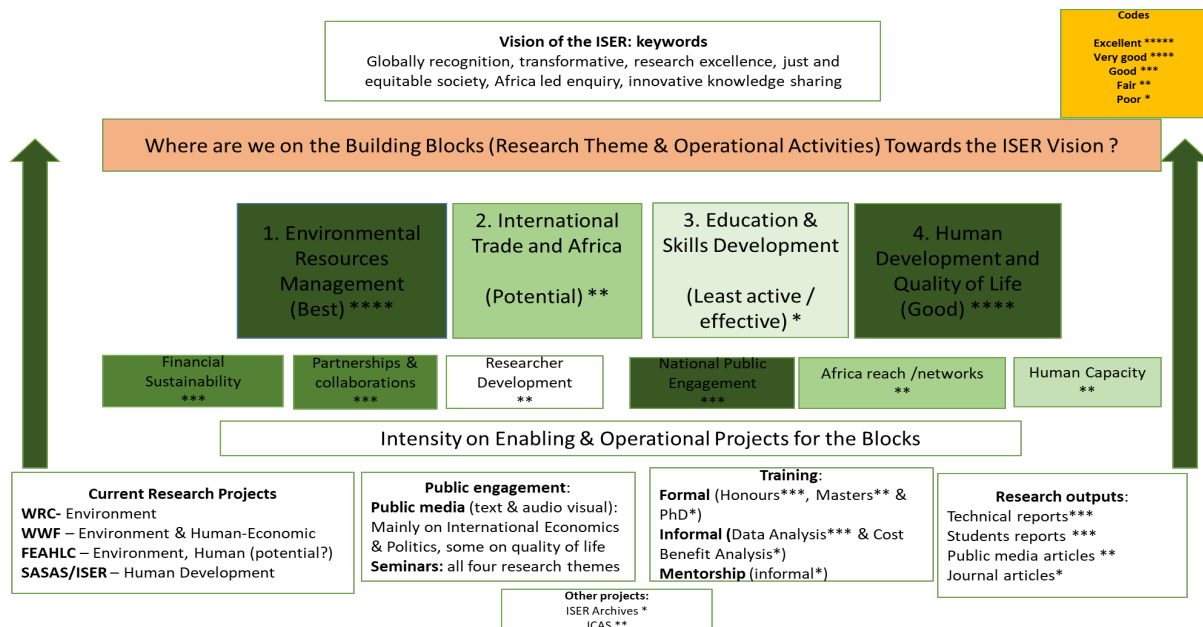 Codes
Excellent *****
Very good ****
Good ***
Fair **
Poor *
Vision of the ISER: keywords
Globally recognition, transformative, research excellence, just and
equitable society, Africa led enquiry, innovative knowledge sharing
Where are we on the Building Blocks (Research Theme & Operational Activities) Towards the ISER Vision ?
1. Environmental
Resources
Management
(Best) ****
2. International
Trade and Africa
(Potential) **
3. Education &
Skills Development
(Least active /
effective) *
4. Human
Development and
Quality of Life
(Good) ****
Financial
Sustainability
***
Partnerships &
collaborations
***
Researcher
Development
**
National Public
Engagement
***
Africa reach /networks
**
Human Capacity
**
Intensity on Enabling & Operational Projects for the Blocks
Current Research Projects
WRC- Environment
WWF – Environment & Human-Economic
FEAHLC – Environment, Human (potential?)
SASAS/ISER – Human Development
Public engagement:
Public media (text & audio visual):
Mainly on International Economics
& Politics, some on quality of life
Seminars: all four research themes
Training:
Formal (Honours***, Masters** &
PhD*)
Informal (Data Analysis*** & Cost
Benefit Analysis*)
Mentorship (informal*)
Research outputs:
Technical reports***
Students reports ***
Public media articles **
Journal articles*
Other projects:
ISER Archives *
ICAS **